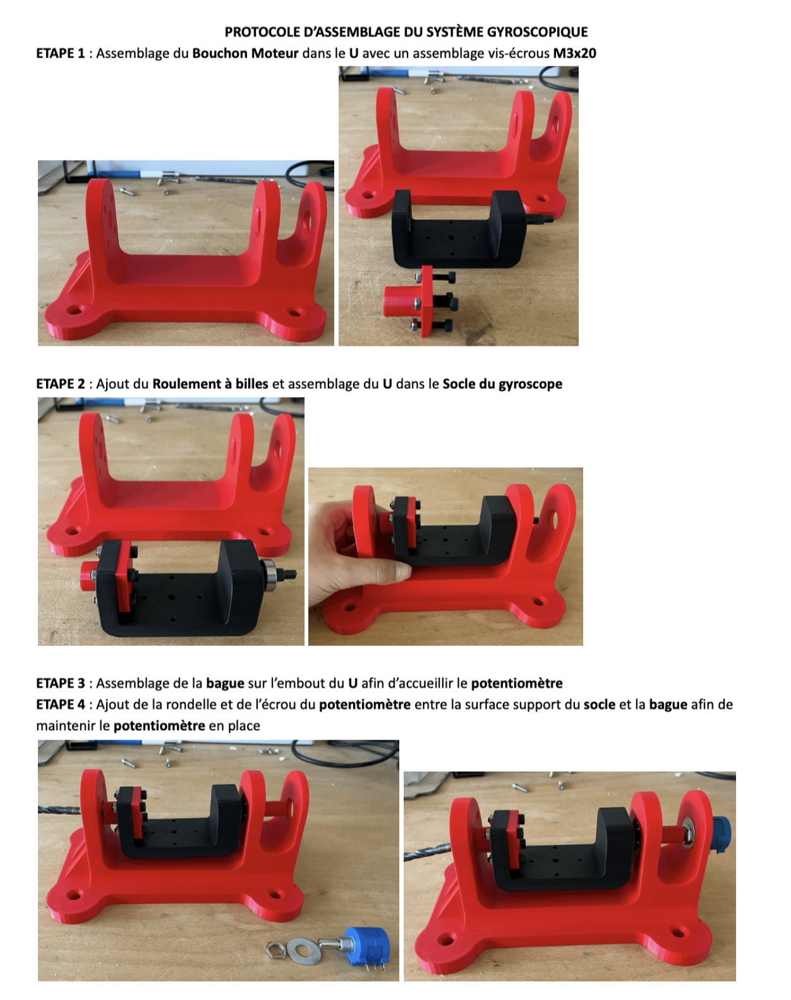 PROTOCOLE D’ASSEMBLAGE DU SYSTÈME GYROSCOPIQUE
ETAPE 1 : Assemblage du Bouchon Moteur dans le U avec un assemblage vis-écrous M3x20
ETAPE 2 : Ajout du Roulement à billes et assemblage du U dans le Socle du gyroscope
ETAPE 3 : Assemblage de la bague sur l’embout du U afin d’accueillir le potentiomètre
ETAPE 4 : Ajout de la rondelle et de l’écrou du potentiomètre entre la surface support du socle et la bague afin de
maintenir le potentiomètre en place